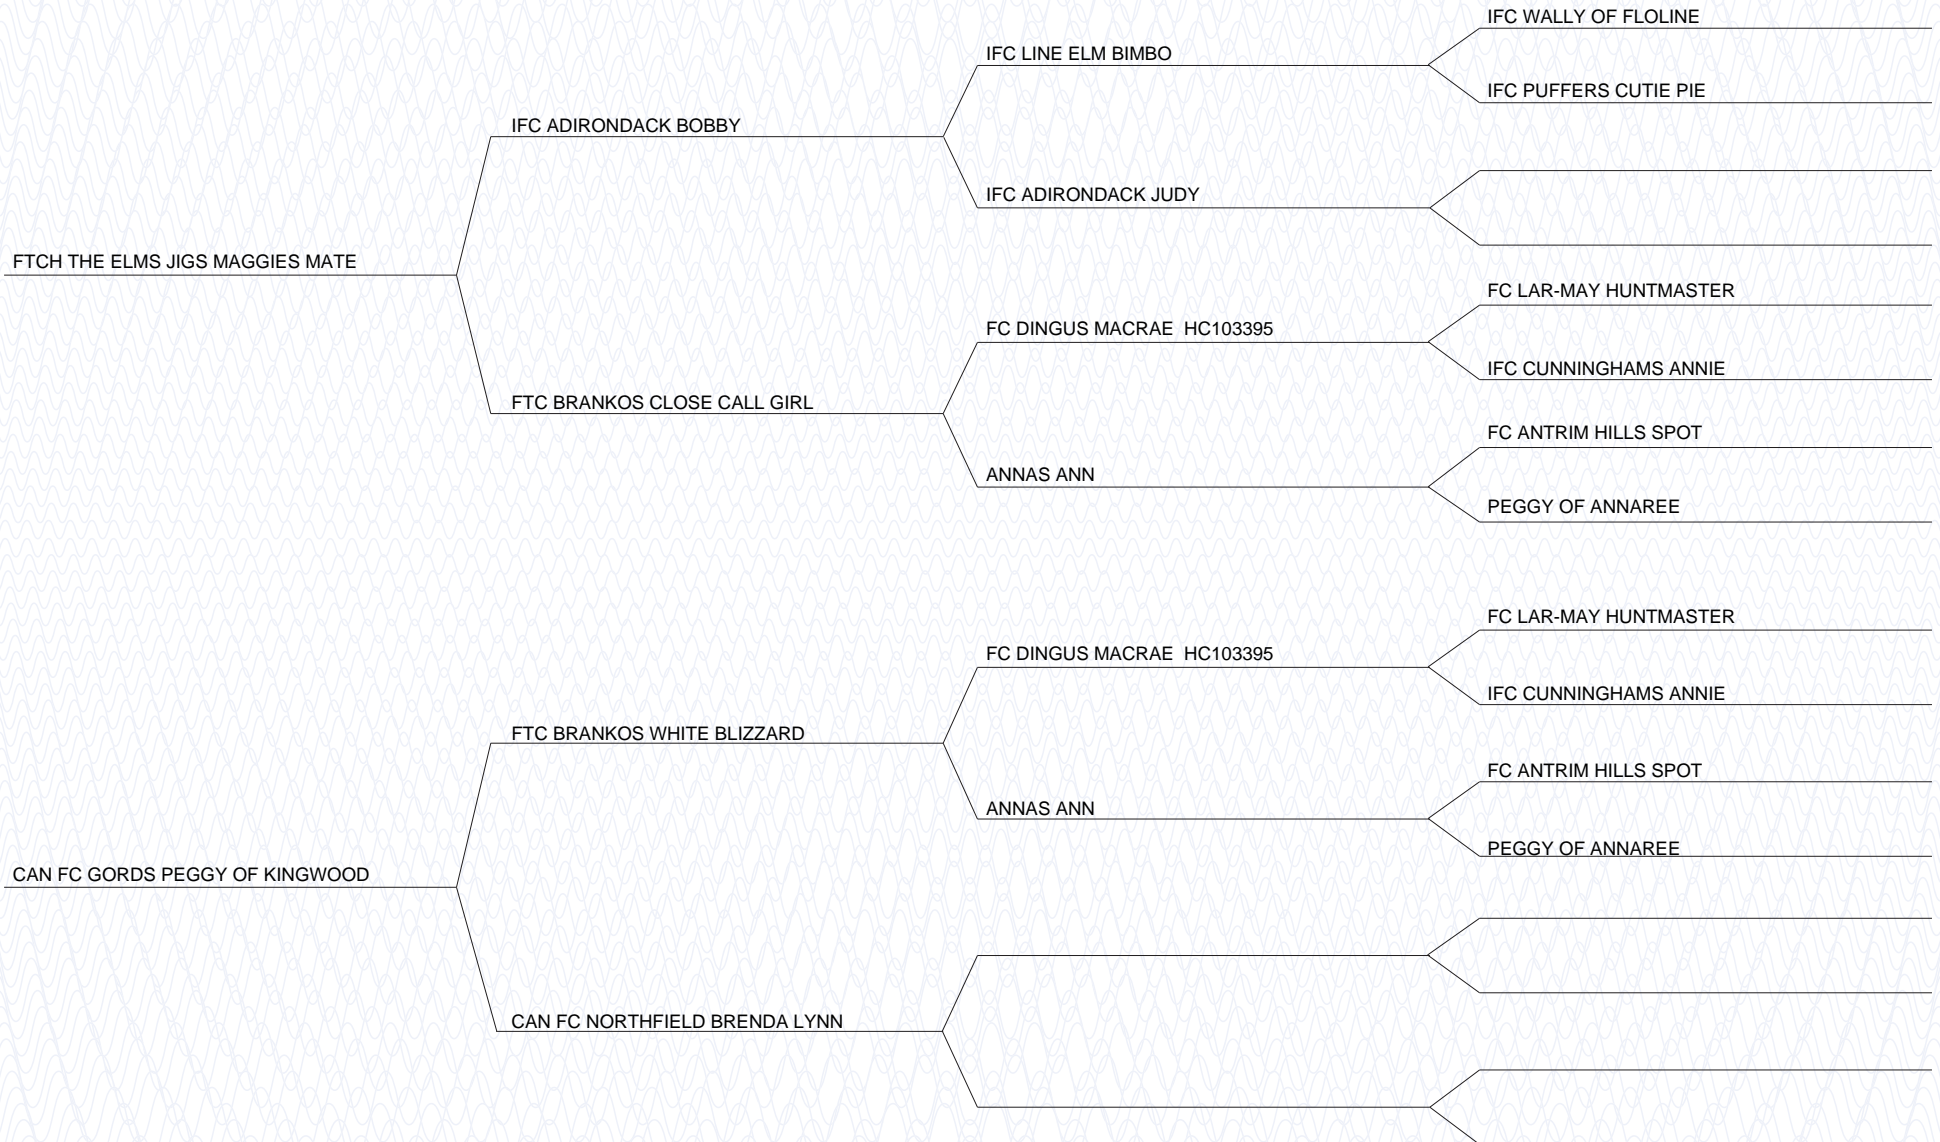 IFC WALLY OF FLOLINE
IFC LINE ELM BIMBO
IFC PUFFERS CUTIE PIE
IFC ADIRONDACK BOBBY
IFC ADIRONDACK JUDY
FTCH THE ELMS JIGS MAGGIES MATE
FC LAR-MAY HUNTMASTER
FC DINGUS MACRAE  HC103395
IFC CUNNINGHAMS ANNIE
FTC BRANKOS CLOSE CALL GIRL
FC ANTRIM HILLS SPOT
ANNAS ANN
PEGGY OF ANNAREE
FC LAR-MAY HUNTMASTER
FC DINGUS MACRAE  HC103395
IFC CUNNINGHAMS ANNIE
FTC BRANKOS WHITE BLIZZARD
FC ANTRIM HILLS SPOT
ANNAS ANN
PEGGY OF ANNAREE
CAN FC GORDS PEGGY OF KINGWOOD
CAN FC NORTHFIELD BRENDA LYNN